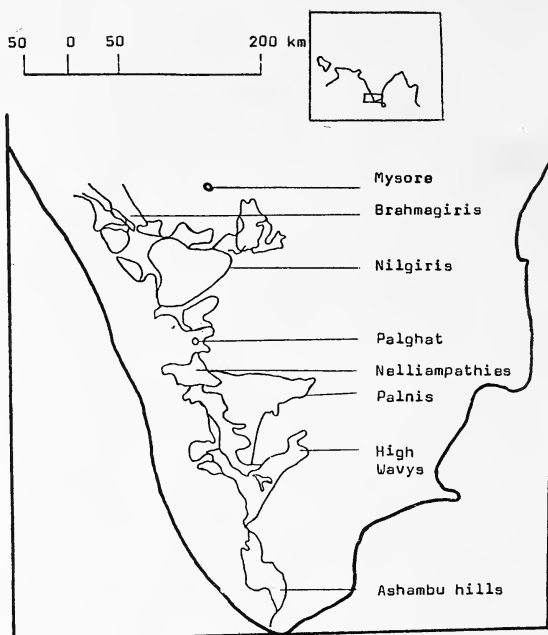 50 0 50 200 km
Mysore
Brahmagiris
Nilgiris
Palghat
Nelliampathies
Palnis
High
Wavys
Ashambu hills